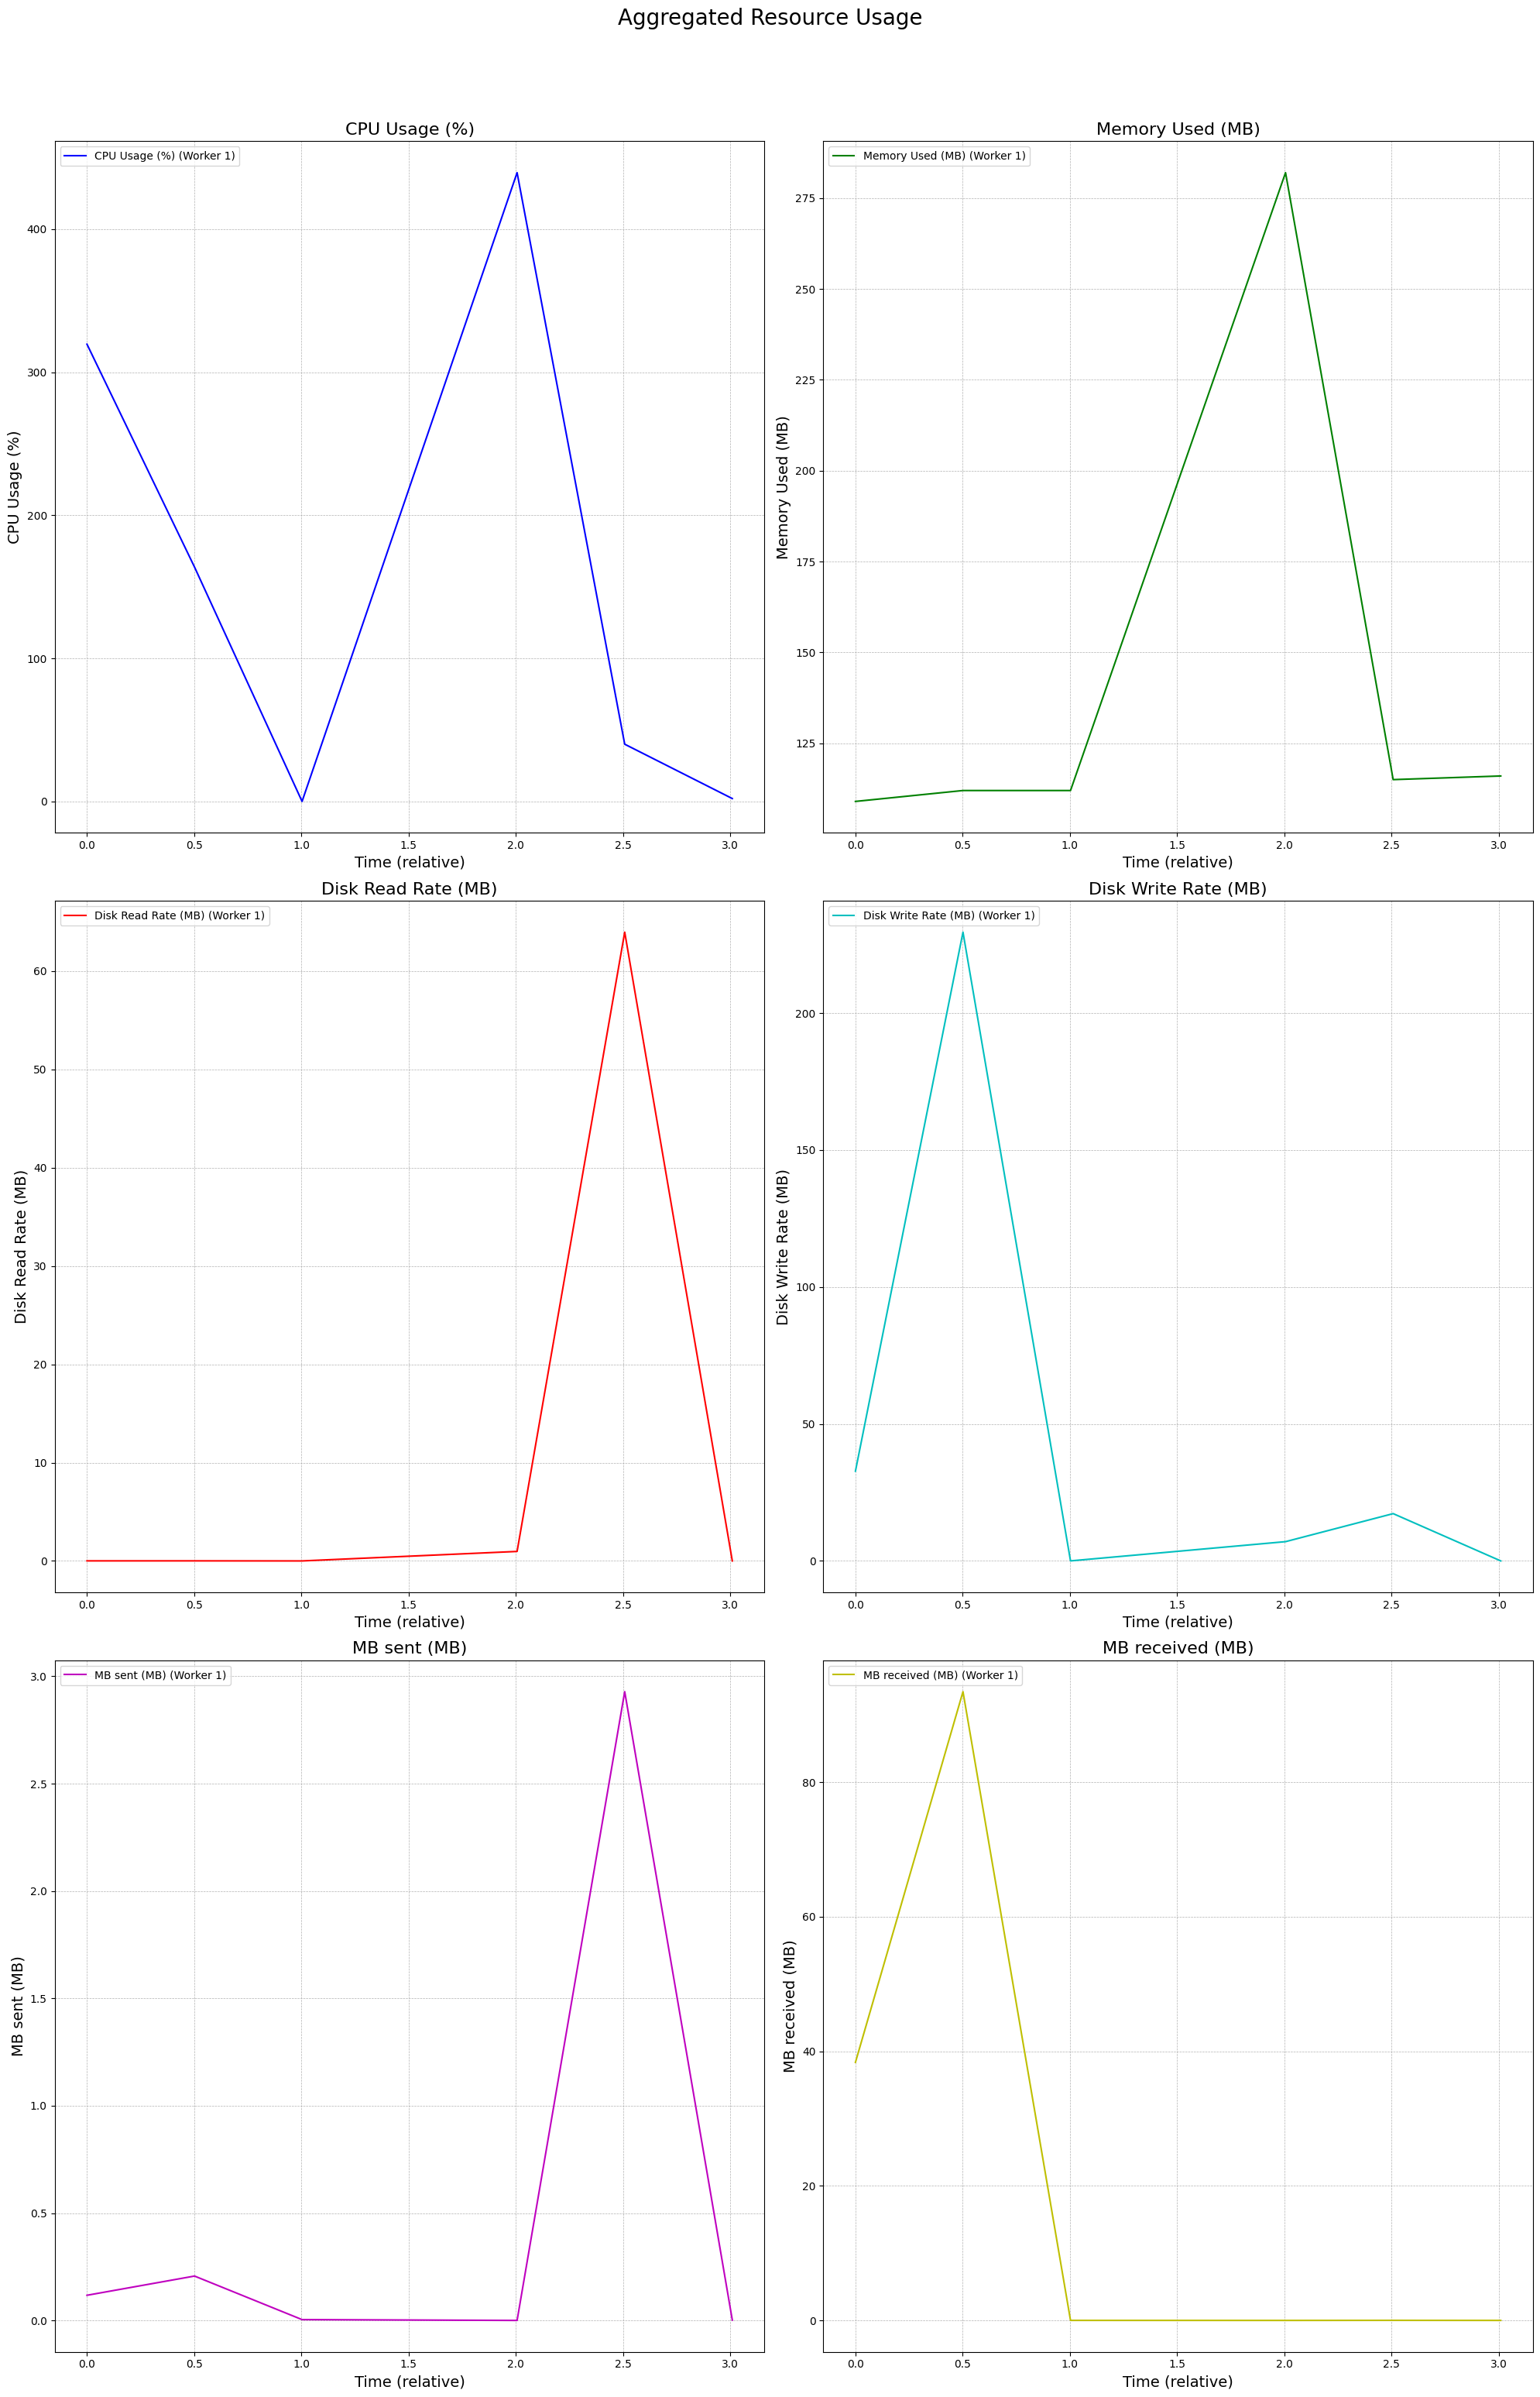 Aggregated Resource Usage
CPU Usage (%)
CPU Usage (%) (Worker 1)
CPU Usage (%)
400
300
200
100
0
0.0 0.5 1.0 1.5 2.0 2.5 3.0
Time (relative)
Memory Used (MB)
Memory Used (MB) (Worker 1)
Memory Used (MB)
275
250
225
200
175
150
125
0.0 0.5 1.0 1.5 2.0 2.5 3.0
Time (relative)
Disk Read Rate (MB)
Disk Read Rate (MB) (Worker 1)
Disk Read Rate (MB)
60
50
40
30
20
10
0
0.0 0.5 1.0 1.5 2.0 2.5 3.0
Time (relative)
Disk Write Rate (MB)
Disk Write Rate (MB) (Worker 1)
Disk Write Rate (MB)
200
150
100
50
0
0.0 0.5 1.0 1.5 2.0 2.5 3.0
Time (relative)
MB sent (MB)
MB sent (MB) (Worker 1)
MB sent (MB)
3.0
2.5
2.0
1.5
1.0
0.5
0.0
0.0 0.5 1.0 1.5 2.0 2.5 3.0
Time (relative)
MB received (MB)
MB received (MB) (Worker 1)
MB received (MB)
80
60
40
20
0
0.0 0.5 1.0 1.5 2.0 2.5 3.0
Time (relative)